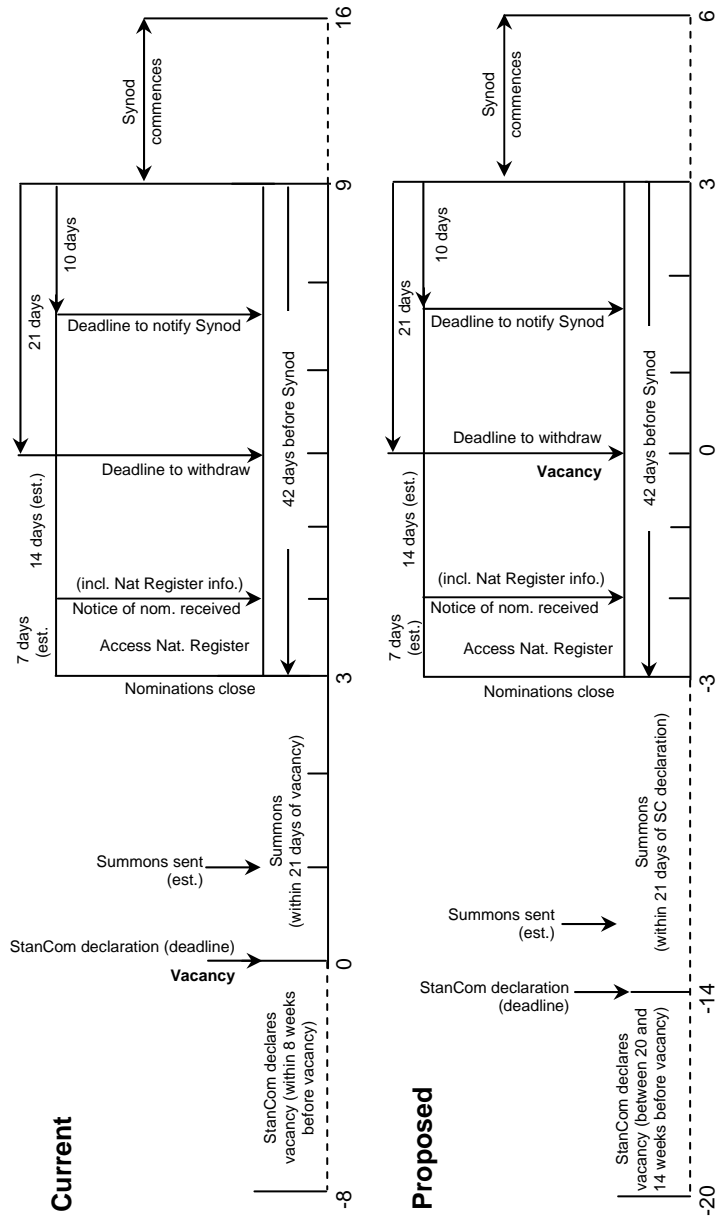 Current
StanCom declares
vacancy (within 8 weeks
before vacancy)
StanCom declaration (deadline)
Vacancy
Summons sent
(est.)
Summons
(within 21 days of vacancy)
Nominations close
7 days
(est.
Access Nat. Register
(incl. Nat Register info.)
Notice of nom. received
14 days (est.)
Deadline to withdraw
42 days before Synod
21 days
Deadline to notify Synod
10 days
Synod
commences
-8
0
3
9
16
Proposed
StanCom declares
vacancy (between 20 and
14 weeks before vacancy)
StanCom declaration
(deadline)
Summons sent
(est.)
Summons
(within 21 days of SC declaration)
Nominations close
7 days
(est.)
Access Nat. Register
(incl. Nat Register info.)
Notice of nom. received
14 days (est.)
Deadline to withdraw
Vacancy
42 days before Synod
21 days
Deadline to notify Synod
10 days
Synod
commences
-20
-14
-3
0
3
6